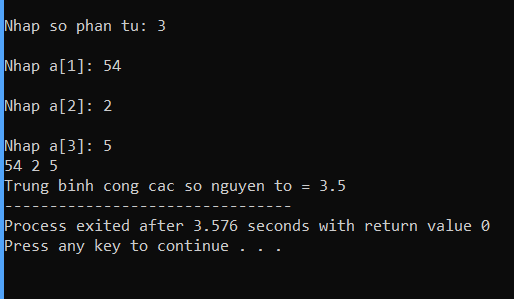 Nhap so phan tu: 3
Nhap a[1]: 54
Nhap a[2]: 2
Nhap a[3]: 5
54 2 5
Trung binh cong cac so nguyen to = 3.5
--------------------------------
Process exited after 3.576 seconds with return value 0
Press any key to continue . . .